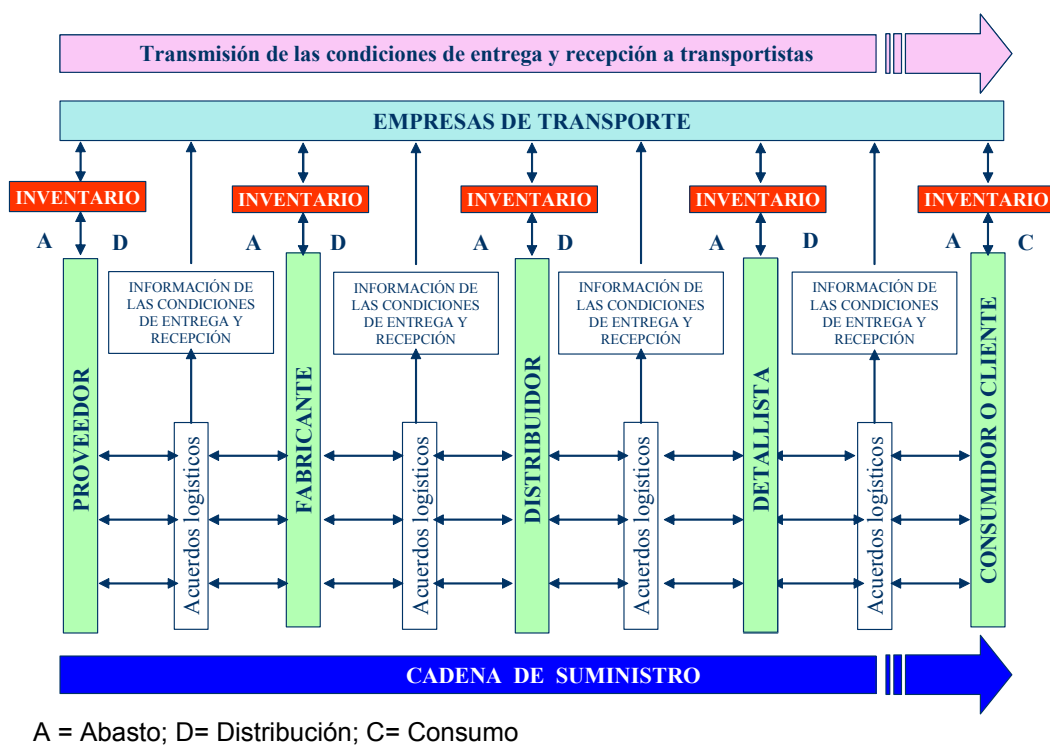 Transmisión de las condiciones de entrega y recepción a transportistas
EMPRESAS DE TRANSPORTE
INVENTARIO
INVENTARIO
INVENTARIO
INVENTARIO
INVENTARIO
A D
A D
A D
A D
A C
PROVEEDOR
INFORMACIÓN DE
LAS CONDICIONES
DE ENTREGA Y
RECEPCIÓN
Acuerdos logísticos
FABRICANTE
INFORMACIÓN DE
LAS CONDICIONES
DE ENTREGA Y
RECEPCIÓN
Acuerdos logísticos
DISTRIBUIDOR
INFORMACIÓN DE
LAS CONDICIONES
DE ENTREGA Y
RECEPCIÓN
Acuerdos logísticos
DETALLISTA
INFORMACIÓN DE
LAS CONDICIONES
DE ENTREGA Y
RECEPCIÓN
Acuerdos logísticos
CONSUMIDOR O CLIENTE
CADENA DE SUMINISTRO
A = Abasto; D= Distribución; C= Consumo